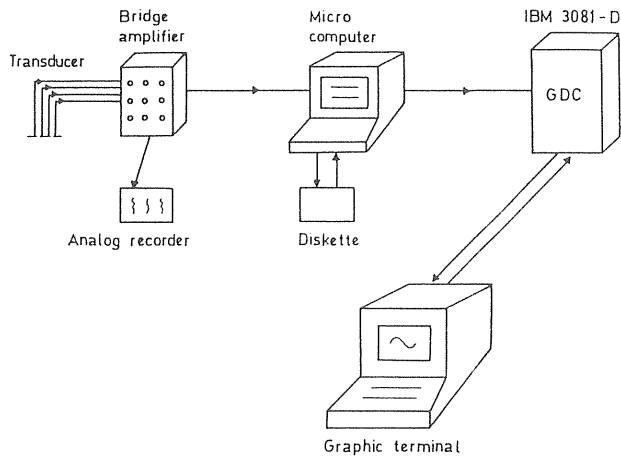 Bridge
amplifier
Micro
computer
IBM 3081-D
Transducer
GDC
Analog recorder
Diskette
Graphic terminal